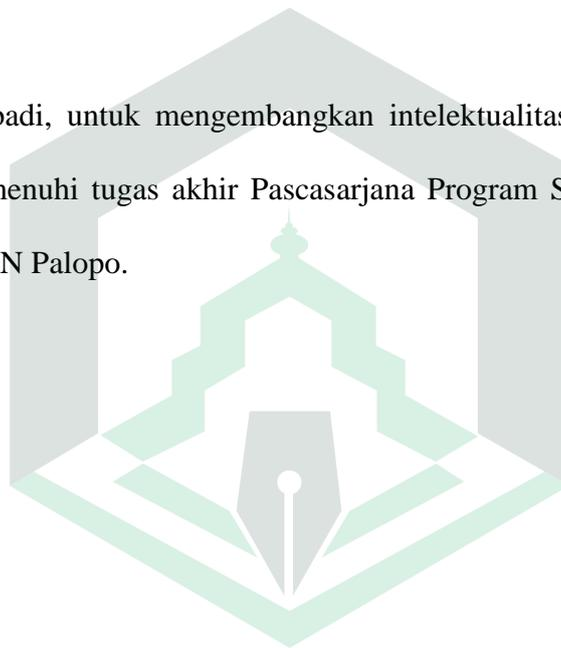 badi, untuk mengembangkan intelektualitas
menuhi tugas akhir Pascasarjana Program S
N Palopo.